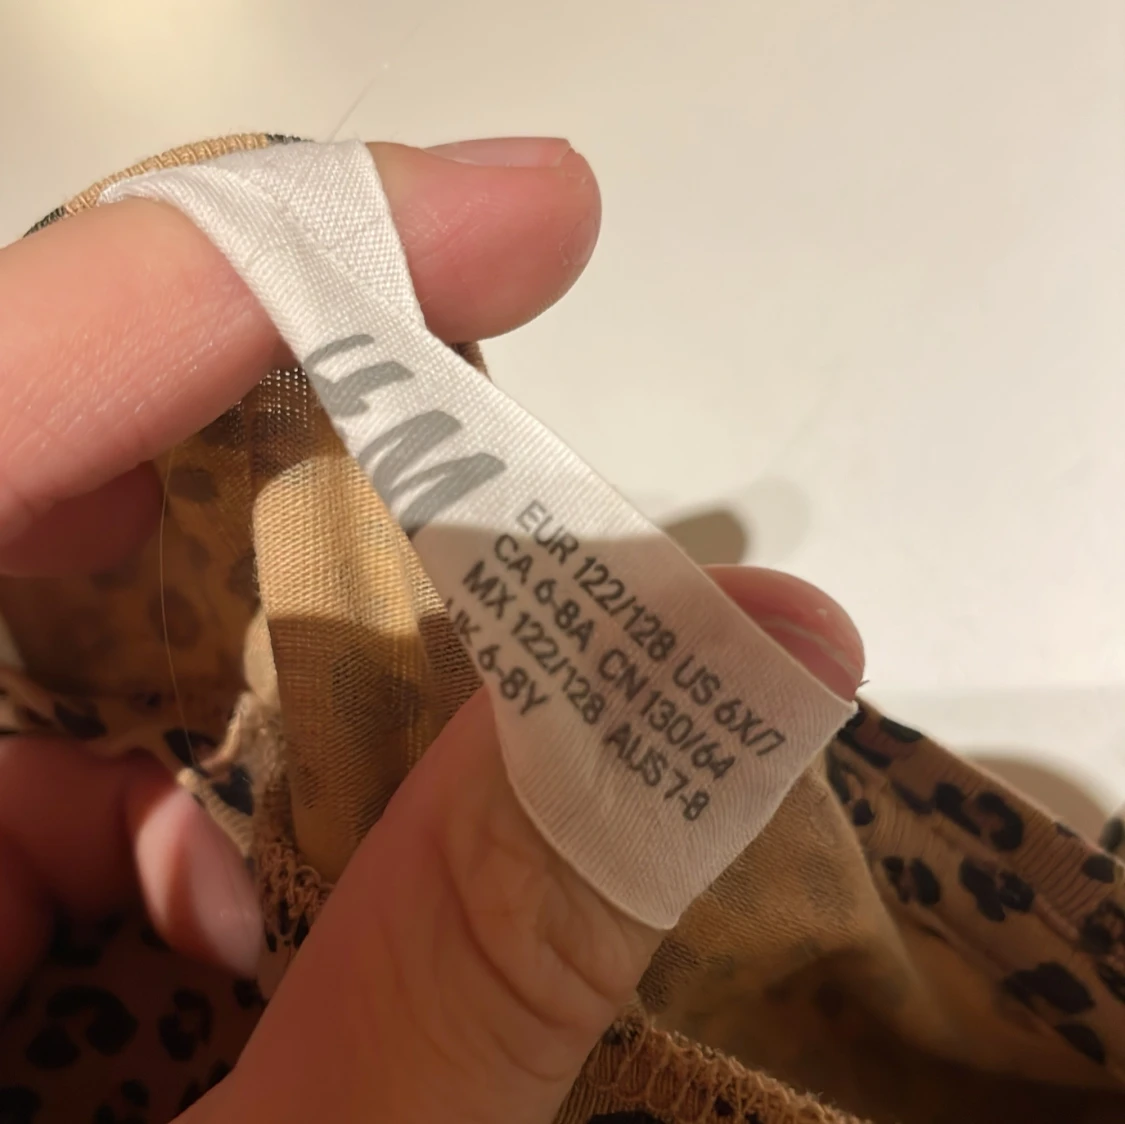 H&M
EUR 122/128 US 6X/7
CA 6-8A CN 130/64
MX 122/128 AUS 7-8
UK 6-8Y